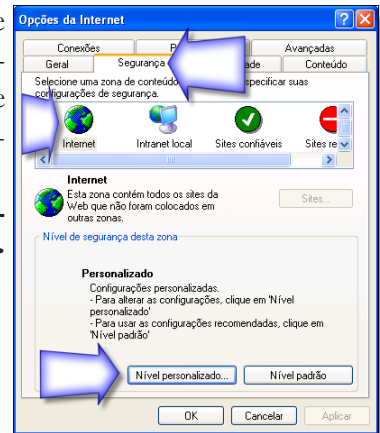 Opções da Internet
Conexões Avançadas
Geral Segurança Conteúdo
Selecione uma zona de conteúdo especificar suas
configurações de segurança.
Internet Intranet local Sites confiáveis Sites
Internet
Esta zona contém todos os sites da
Web que não foram colocados em
outras zonas.
Sites...
Nível de segurança desta zona
Personalizado
Configurações personalizadas.
- Para alterar as configurações, clique em 'Nível
personalizado'
- Para usar as configurações recomendadas, clique em
'Nível padrão'
Nível personalizado... Nível padrão
OK Cancelar Aplicar